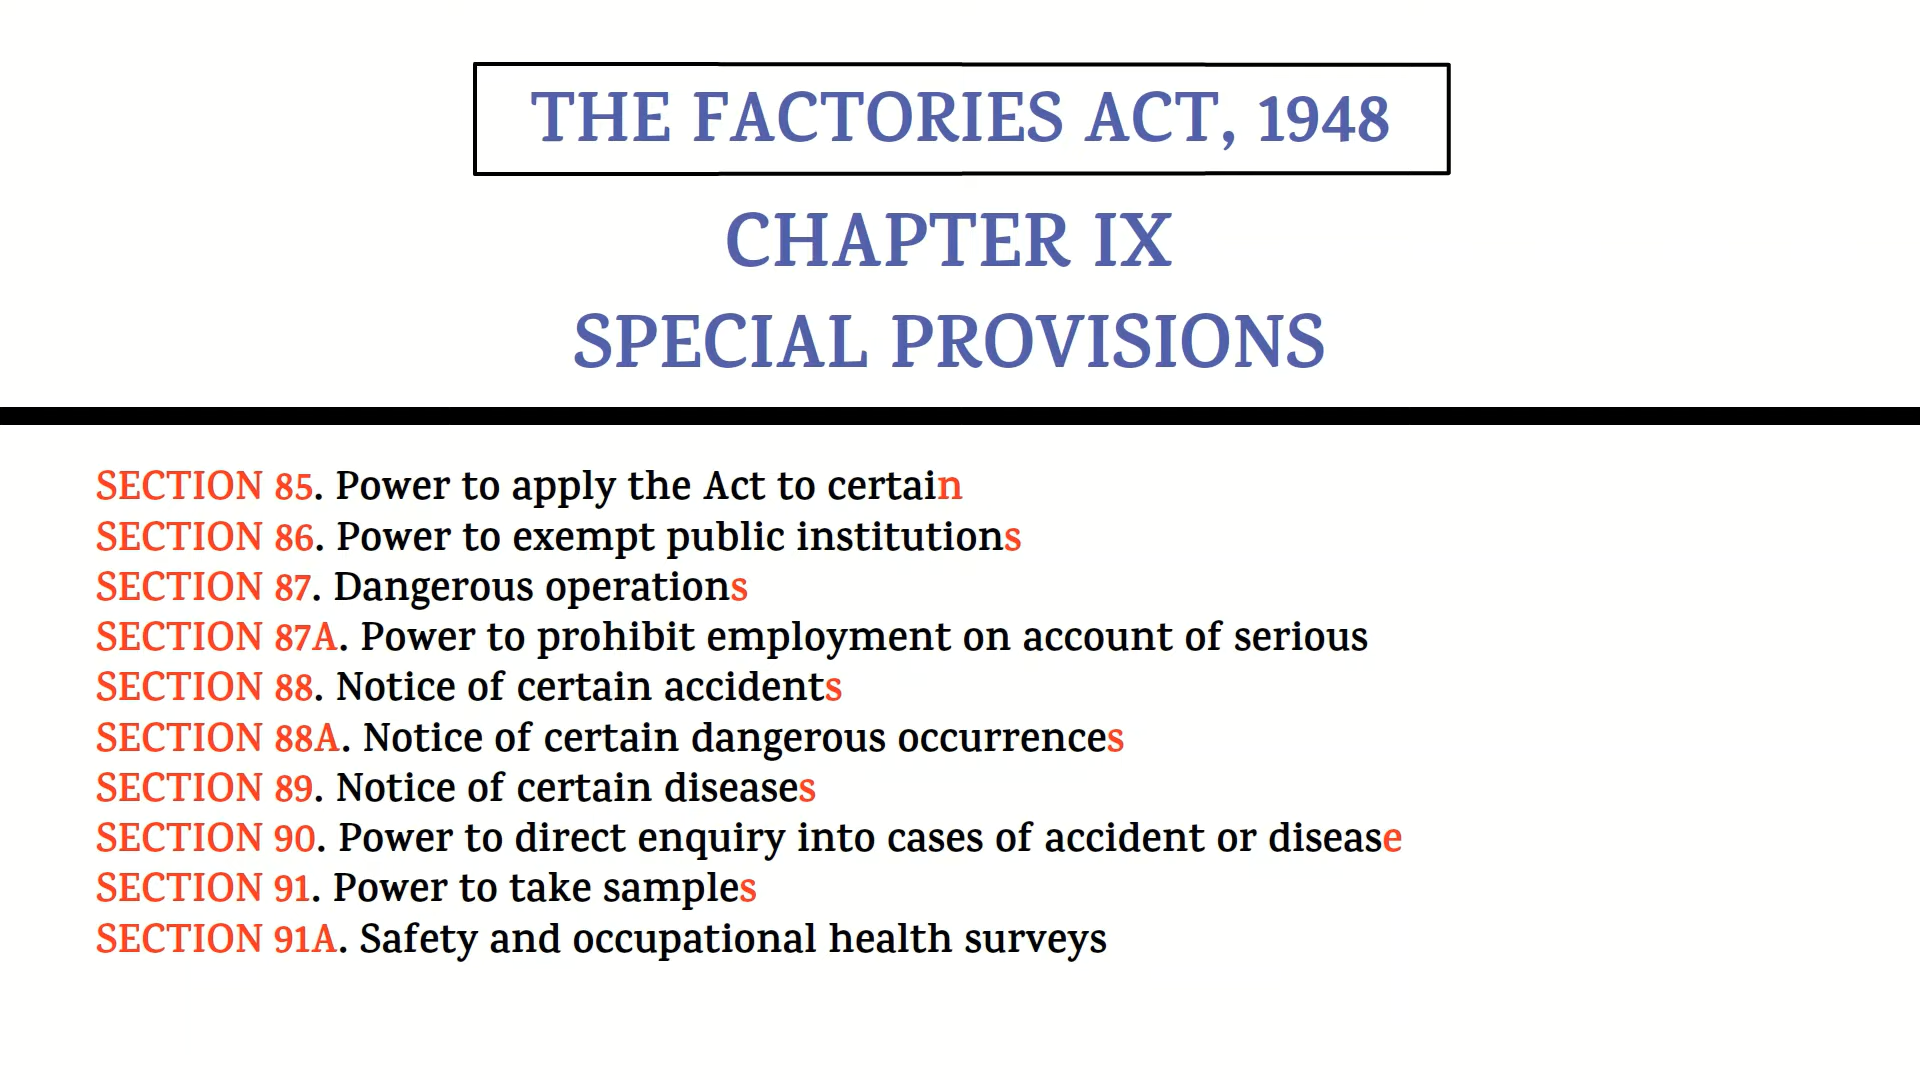 THE FACTORIES ACT, 1948
CHAPTER IX
SPECIAL PROVISIONS
SECTION 85. Power to apply the Act to certain
SECTION 86. Power to exempt public institutions
SECTION 87. Dangerous operations
SECTION 87A. Power to prohibit employment on account of serious
SECTION 88. Notice of certain accidents
SECTION 88A. Notice of certain dangerous occurrences
SECTION 89. Notice of certain diseases
SECTION 90. Power to direct enquiry into cases of accident or disease
SECTION 91. Power to take samples
SECTION 91A. Safety and occupational health surveys